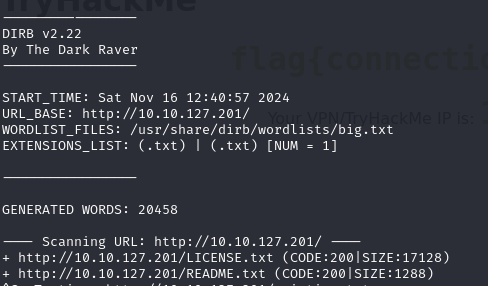 TryHackMe
DIRB v2.22
By The Dark Raver
flag{connectio
START_TIME: Sat Nov 16 12:40:57 2024
URL_BASE: http://10.10.127.201/
WORDLIST_FILES: /usr/share/dirb/wordlists/big.txt
Your VPN/TryHackMe IP is:
EXTENSIONS_LIST: (.txt) | (.txt) [NUM = 1]
GENERATED WORDS: 20458
---- Scanning URL: http://10.10.127.201/ ----
+ http://10.10.127.201/LICENSE.txt (CODE:200|SIZE:17128)
+ http://10.10.127.201/README.txt (CODE:200|SIZE:1288)